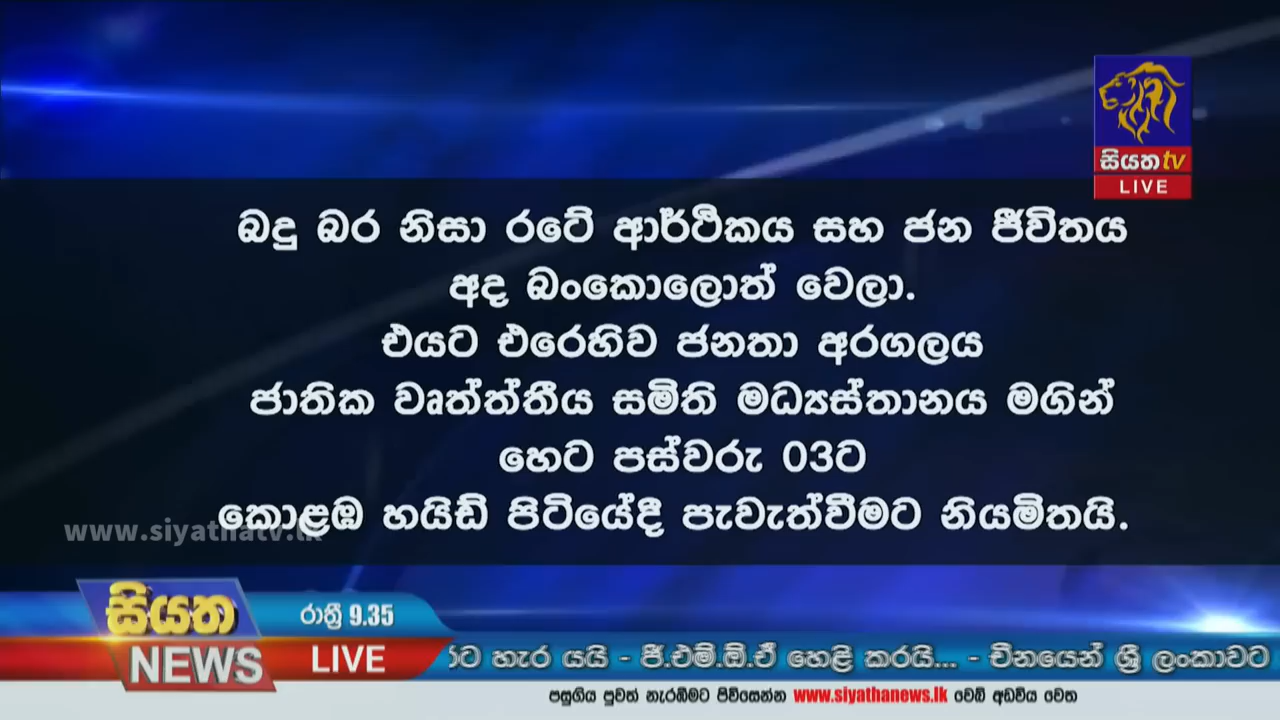 සියත tv
LIVE
බදු බර නිසා රටේ ආර්ථිකය සහ ජන ජීවිතය
අද බංකොලොත් වෙලා.
එයට එරෙහිව ජනතා අරගලය
ජාතික වෘත්ත්තීය සමිති මධ්‍යස්තානය මගින්
හෙට පස්වරු 03ට
කොළඹ හයිඩ් පිටියේදී පැවැත්වීමට නියමිතයි.
www.siyathatv.lk
සියත
NEWS
රාත්‍රී 9.35
LIVE
හැර යයි - ජී.එම්.ඕ.ඒ හෙළි කරයි... - චීනයෙන් ශ්‍රී ලංකාවට
පසුගිය පුවත් නැරඹීමට පිවිසෙන්න www.siyathanews.lk වෙබ් අඩවිය වෙත